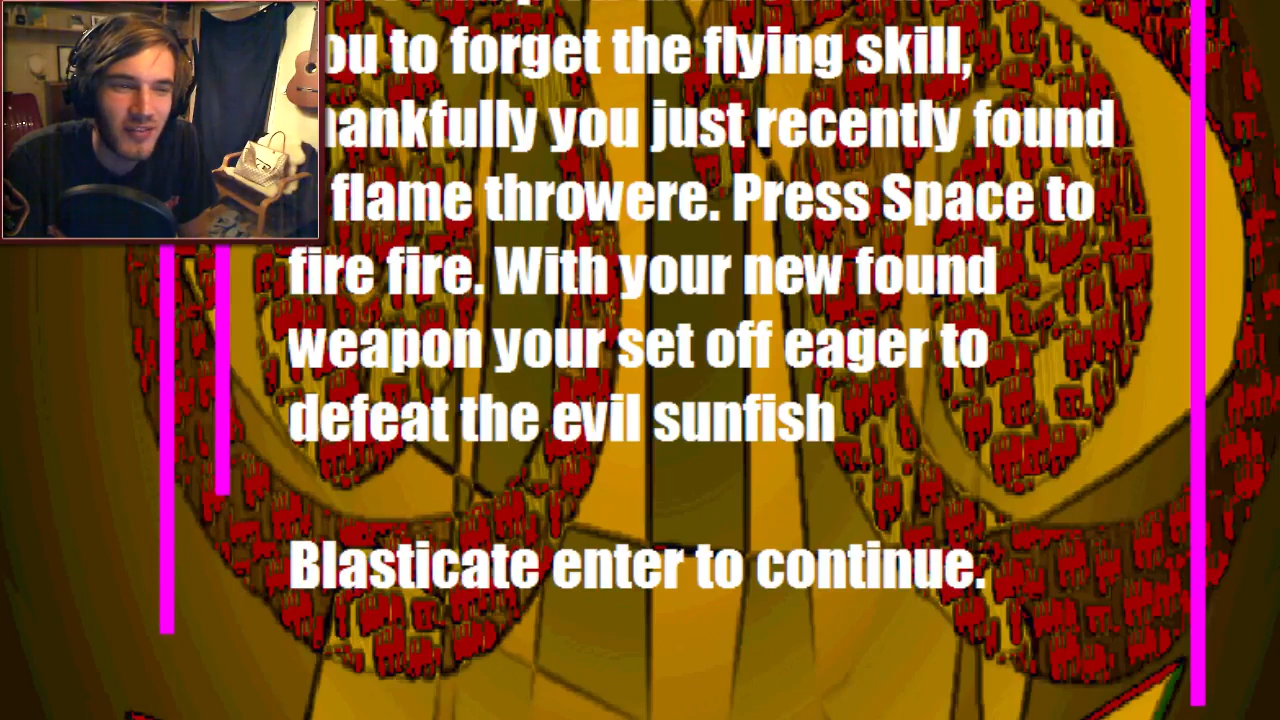 ou to forget the flying skill,
hankfully you just recently found
flame throwere. Press Space to
fire fire. With your new found
weapon your set off eager to
defeat the evil sunfish
Blasticate enter to continue.